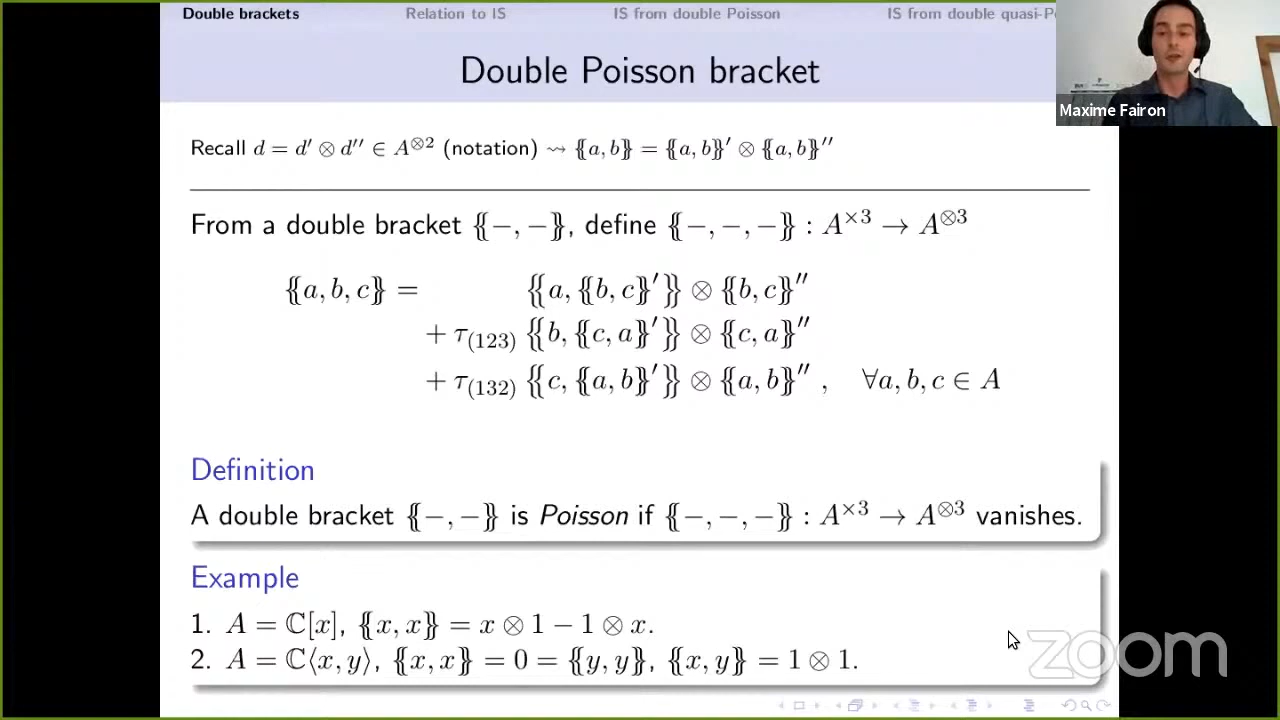 Double brackets Relation to IS IS from double Poisson IS from double quasi-P
Double Poisson bracket
Maxime Fairon
Recall d = d′ ⊗ d′′ ∈ A^{⊗2} (notation) ⇝ {{a, b}} = {{a, b}}′ ⊗ {{a, b}}′′
From a double bracket {{−, −}}, define {{−, −, −}} : A^{×3} → A^{⊗3}
{{a, b, c}} = {{a, {{b, c}}′}} ⊗ {{b, c}}′′
+ τ_{(123)} {{b, {{c, a}}′}} ⊗ {{c, a}}′′
+ τ_{(132)} {{c, {{a, b}}′}} ⊗ {{a, b}}′′ , ∀a, b, c ∈ A
Definition
A double bracket {{−, −}} is Poisson if {{−, −, −}} : A^{×3} → A^{⊗3} vanishes.
Example
1. A = ℂ[x], {{x, x}} = x ⊗ 1 − 1 ⊗ x.
2. A = ℂ⟨x, y⟩, {{x, x}} = 0 = {{y, y}}, {{x, y}} = 1 ⊗ 1.
zoom